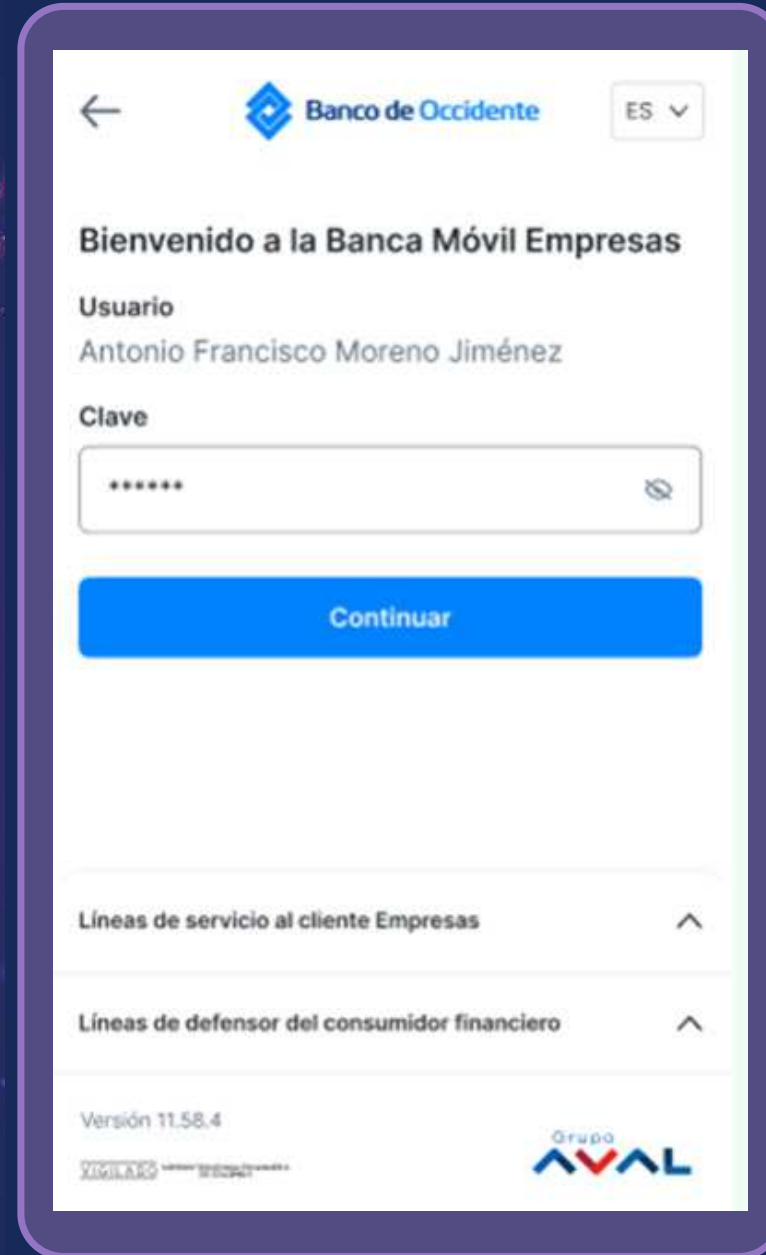 Banco de Occidente
ES
Bienvenido a la Banca Móvil Empresas
Usuario
Antonio Francisco Moreno Jiménez
Clave
******
Continuar
Líneas de servicio al cliente Empresas
Líneas de defensor del consumidor financiero
Versión 11.58.4
VIGILADO
Grupo
AVAL